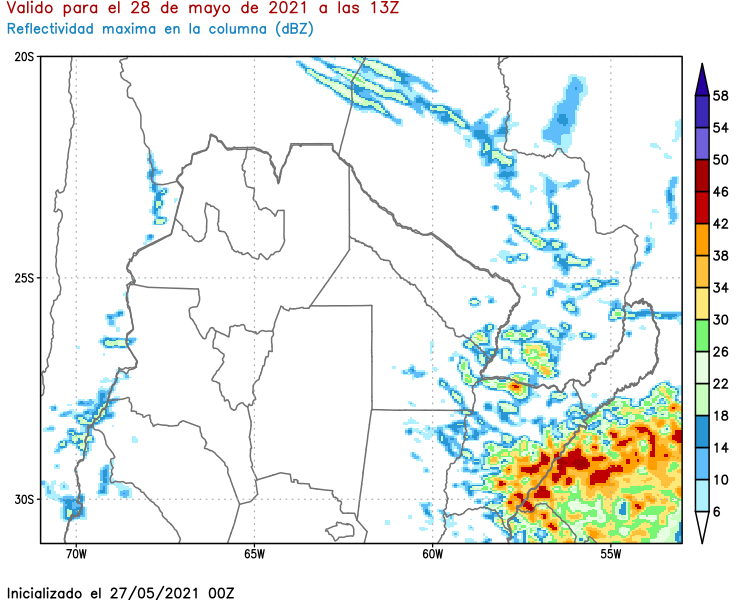 Valido para el 28 de mayo de 2021 a las 13Z
Reflectividad maxima en la columna (dBZ)
20S
25S
30S
70W
65W
60W
55W
58
54
50
46
42
38
34
30
26
22
18
14
10
6
Inicializado el 27/05/2021 00Z